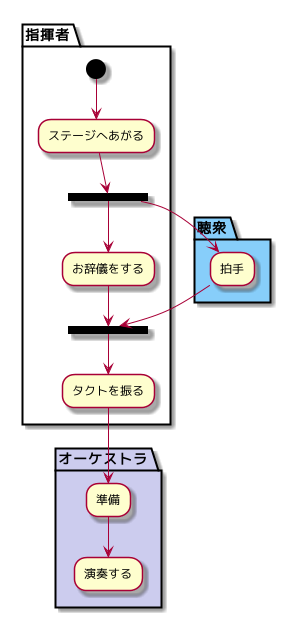 指揮者
ステージへあがる
聴衆
お辞儀をする
拍手
タクトを振る
オーケストラ
準備
演奏する